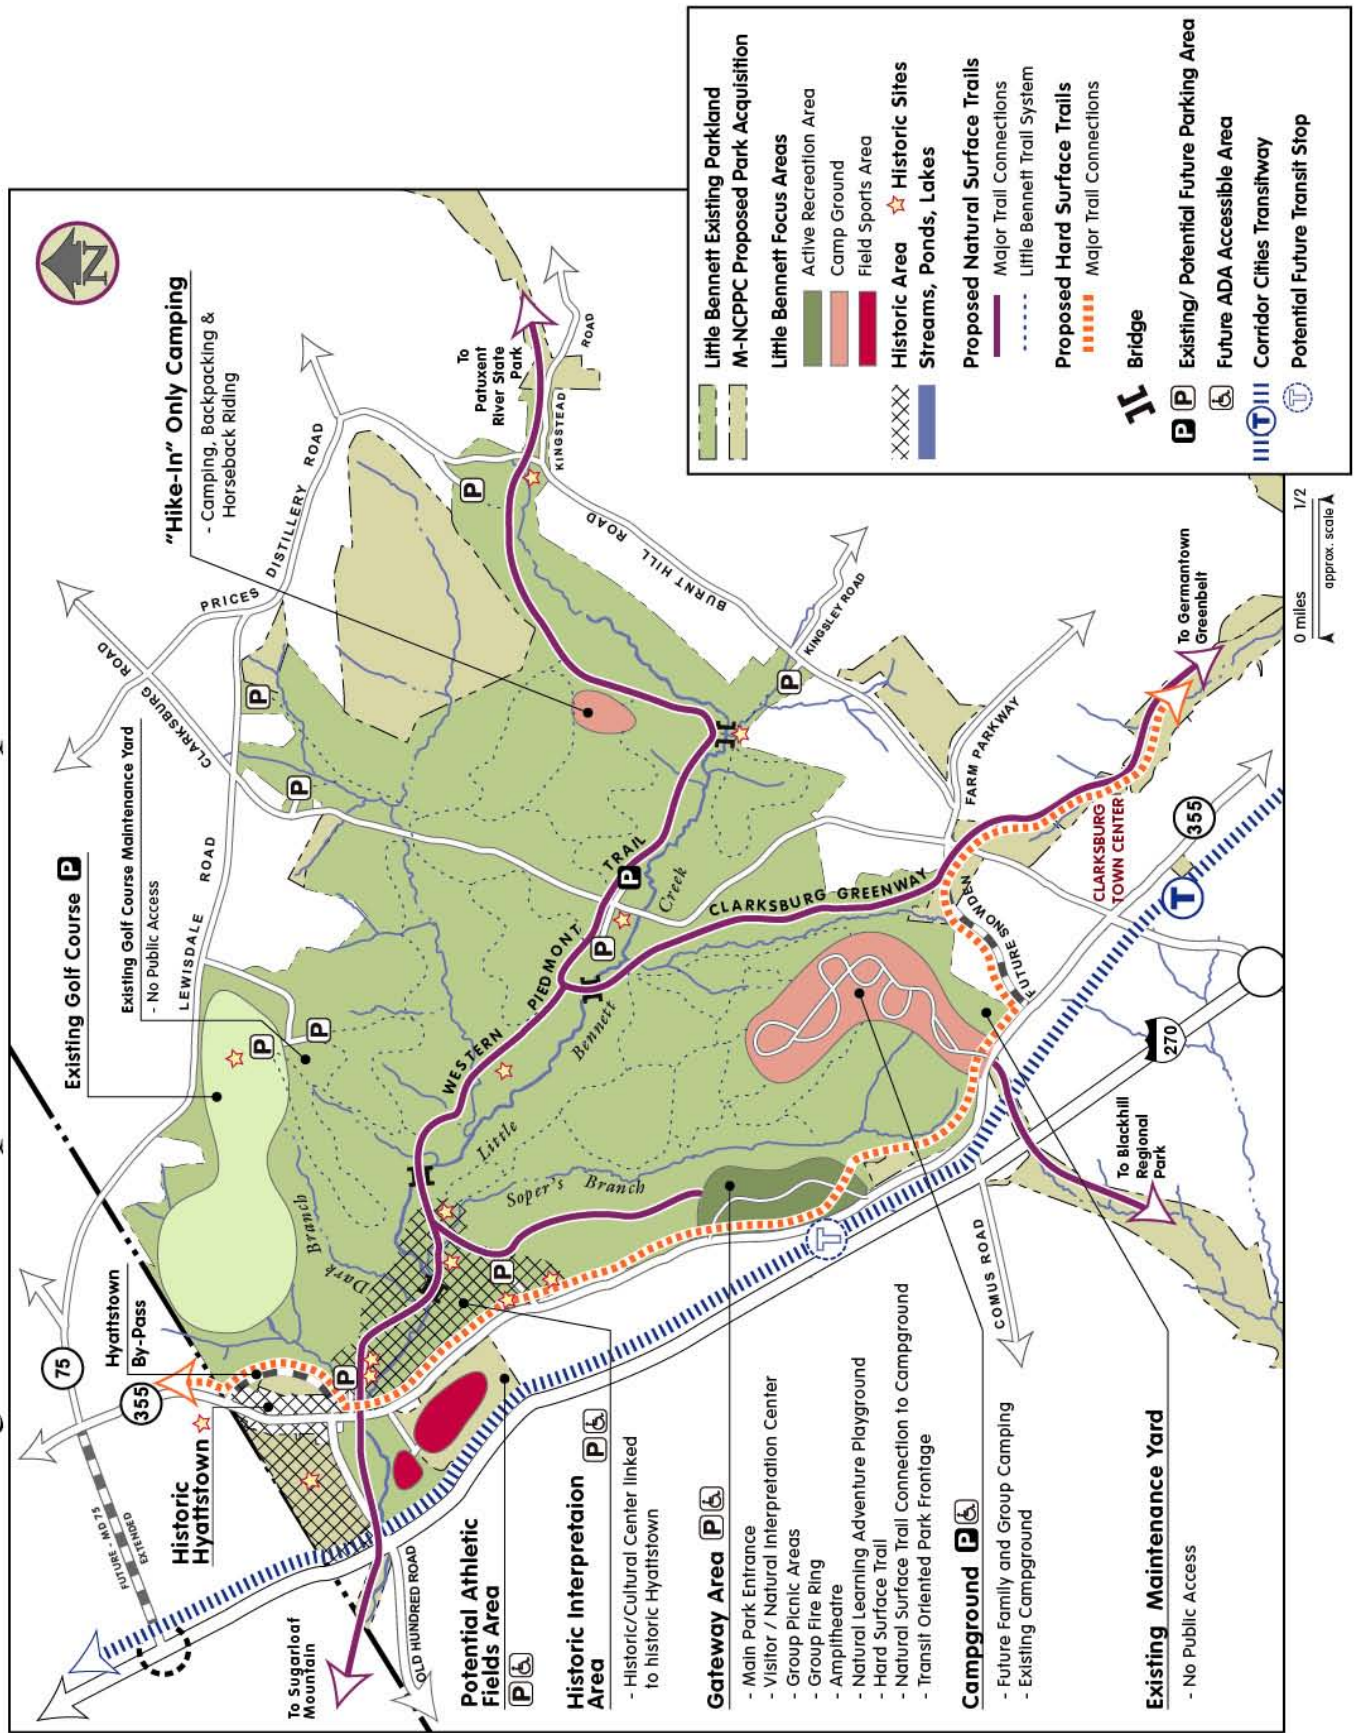 N
"Hike-In" Only Camping
- Camping, Backpacking &
Horseback Riding
Existing Golf Course P
Existing Golf Course Maintenance Yard
- No Public Access
Hyattstown
By-Pass
Historic
Hyattstown
75
355
FUTURE - MD 75
EXTENDED
To Sugarloaf
Mountain
OLD HUNDRED ROAD
LEWISDALE ROAD
CLARKSBURG ROAD
PRICES DISTILLERY ROAD
To
Patuxent
River State
Park
KINGSTEAD ROAD
BURNT HILL ROAD
KINGSLEY ROAD
FARM PARKWAY
WESTERN PIEDMONT TRAIL
CLARKSBURG GREENWAY
Little Bennett Creek
Soper's Branch
Dark Branch
P
P
P
P
P
P
P
P
P
P
P
FUTURE SNOWDEN
CLARKSBURG
TOWN CENTER
355
T
T
270
COMUS ROAD
To Blackhill
Regional
Park
To Germantown
Greenbelt
0 miles 1/2
approx. scale
Potential Athletic
Fields Area
P
Historic Interpretaion
Area P
- Historic/Cultural Center linked
to historic Hyattstown
Gateway Area P
- Main Park Entrance
- Visitor / Natural Interpretation Center
- Group Picnic Areas
- Group Fire Ring
- Ampitheatre
- Natural Learning Adventure Playground
- Hard Surface Trail
- Natural Surface Trail Connection to Campground
- Transit Oriented Park Frontage
Campground P
- Future Family and Group Camping
- Existing Campground
Existing Maintenance Yard
- No Public Access
Little Bennett Existing Parkland
M-NCPPC Proposed Park Acquisition
Little Bennett Focus Areas
Active Recreation Area
Camp Ground
Field Sports Area
Historic Area Historic Sites
Streams, Ponds, Lakes
Proposed Natural Surface Trails
Major Trail Connections
Little Bennett Trail System
Proposed Hard Surface Trails
Major Trail Connections
Bridge
P P Existing/ Potential Future Parking Area
Future ADA Accessible Area
T Corridor Cities Transitway
T Potential Future Transit Stop